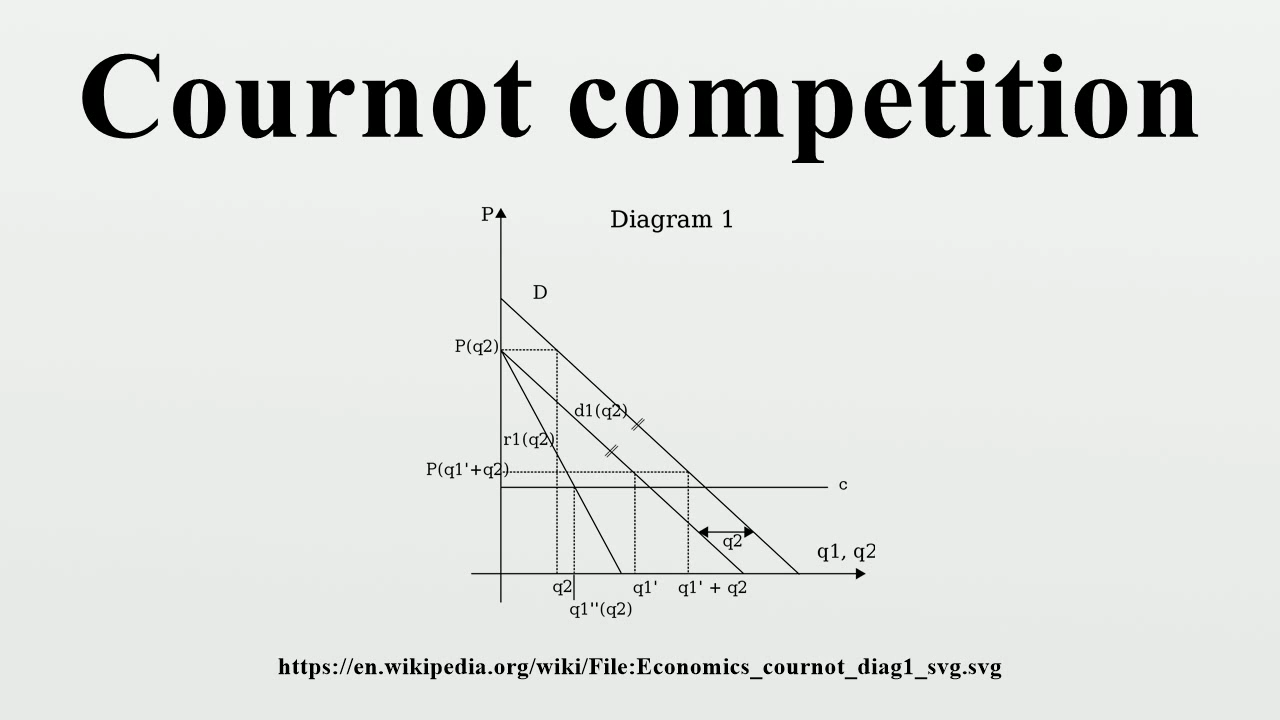 Cournot competition
P
Diagram 1
D
P(q2)
d1(q2)
r1(q2)
P(q1'+q2)
c
q2
q1, q2
q2
q1'
q1' + q2
q1''(q2)
https://en.wikipedia.org/wiki/File:Economics_cournot_diag1_svg.svg